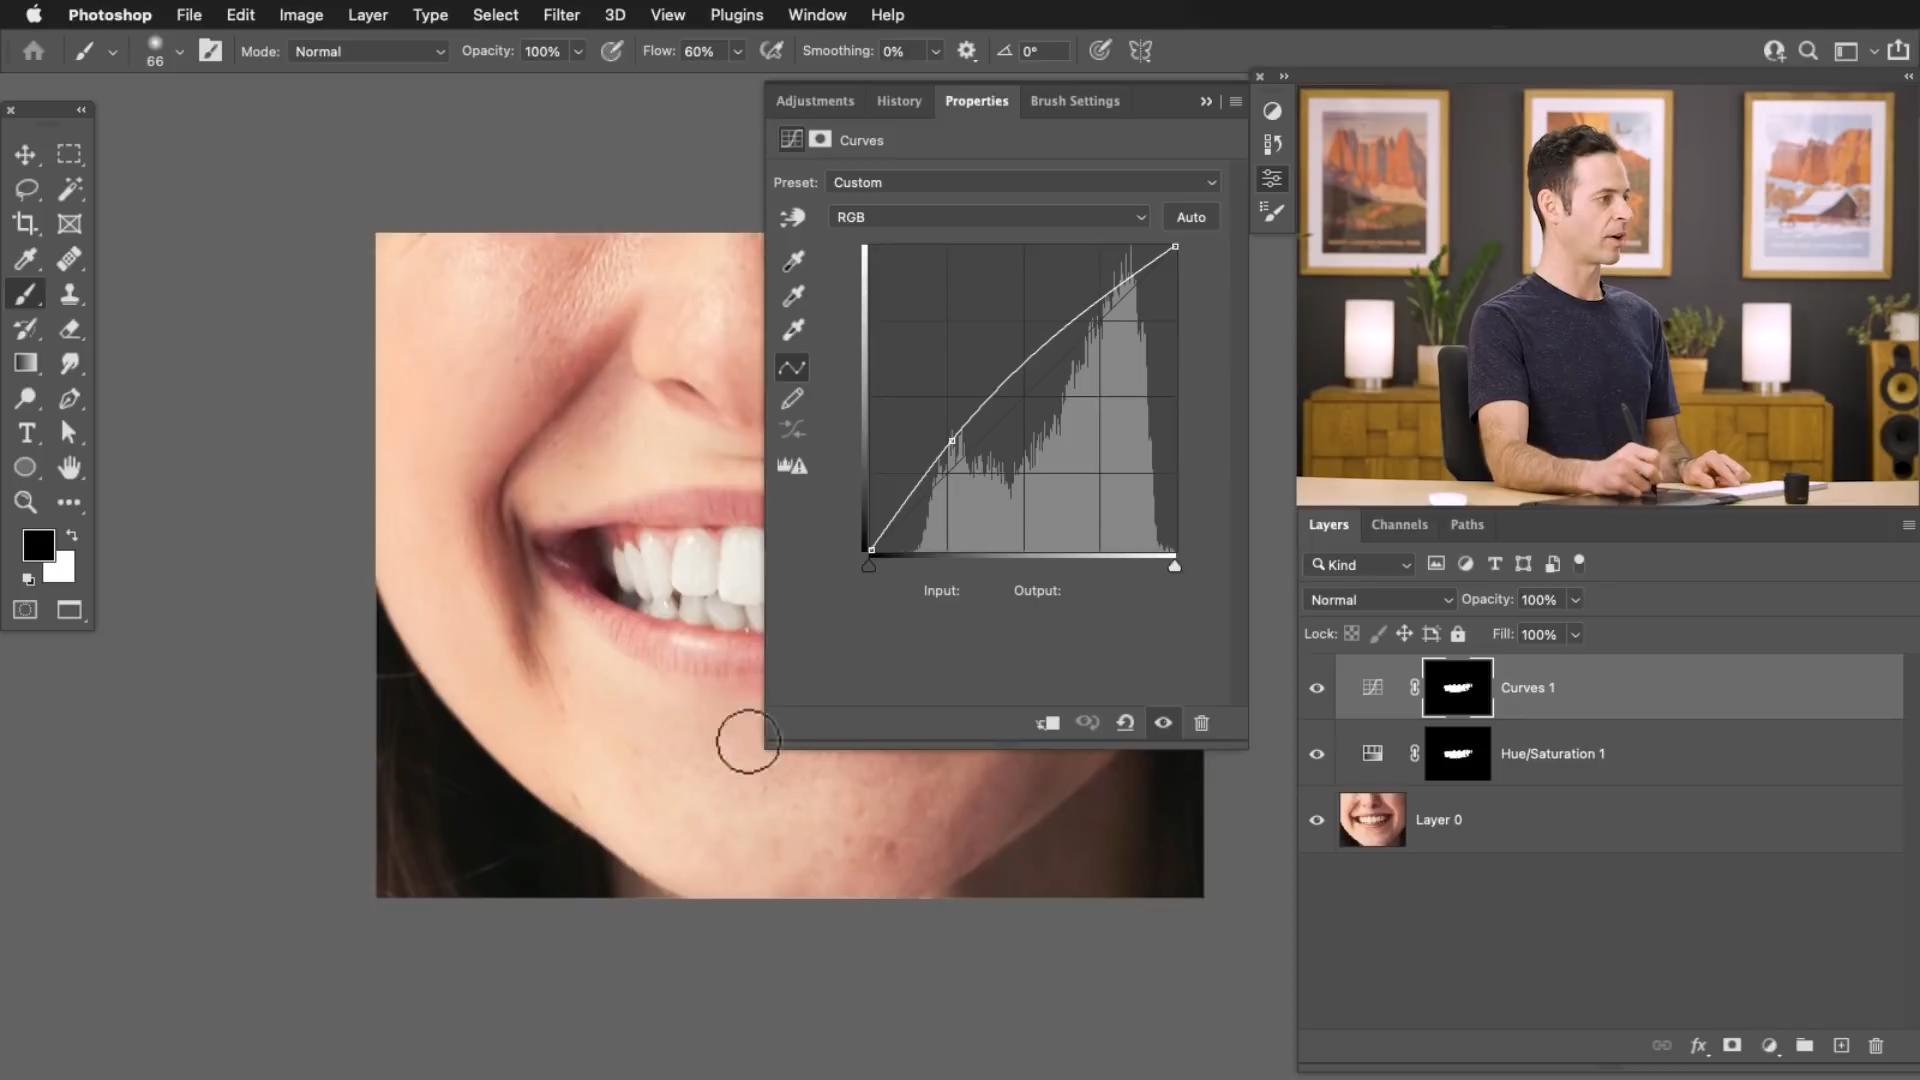 Photoshop File Edit Image Layer Type Select Filter 3D View Plugins Window Help
66 Mode: Normal Opacity: 100% Flow: 60% Smoothing: 0% 0°
Adjustments History Properties Brush Settings
Curves
Preset: Custom
RGB Auto
Input: Output:
Layers Channels Paths
Kind
Normal Opacity: 100%
Lock: Fill: 100%
Curves 1
Hue/Saturation 1
Layer 0
fx